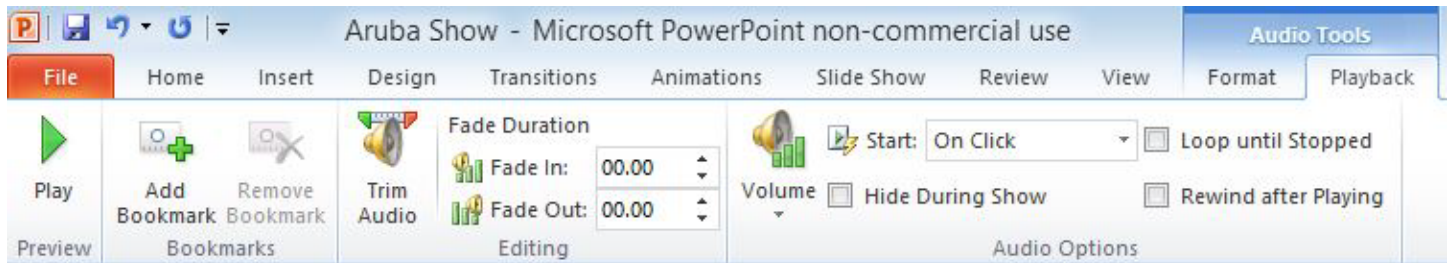 P
Aruba Show - Microsoft PowerPoint non-commercial use
Audio Tools
File Home Insert Design Transitions Animations Slide Show Review View Format Playback
Play
Add Bookmark
Remove Bookmark
Trim Audio
Fade Duration
Fade In: 00.00
Fade Out: 00.00
Volume
Start: On Click
Hide During Show
Loop until Stopped
Rewind after Playing
Preview Bookmarks Editing Audio Options